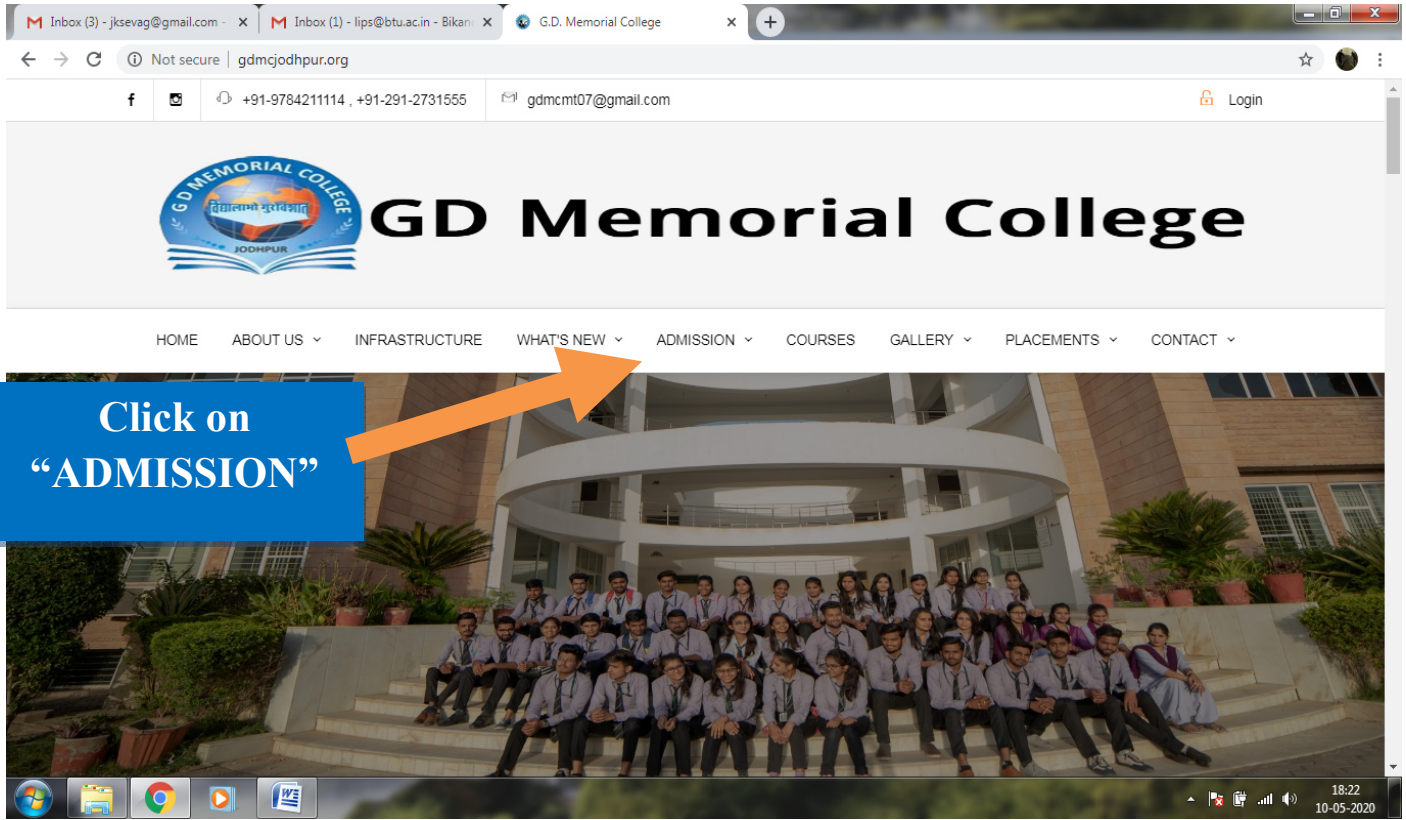 Inbox (3) - jksevag@gmail.com -
Inbox (1) - lips@btu.ac.in - Bikan
G.D. Memorial College
Not secure | gdmcjodhpur.org
+91-9784211114 , +91-291-2731555
gdmcmt07@gmail.com
Login
G D MEMORIAL COLLEGE
JODHPUR
GD Memorial College
HOME
ABOUT US
INFRASTRUCTURE
WHAT'S NEW
ADMISSION
COURSES
GALLERY
PLACEMENTS
CONTACT
Click on
“ADMISSION”
18:22
10-05-2020